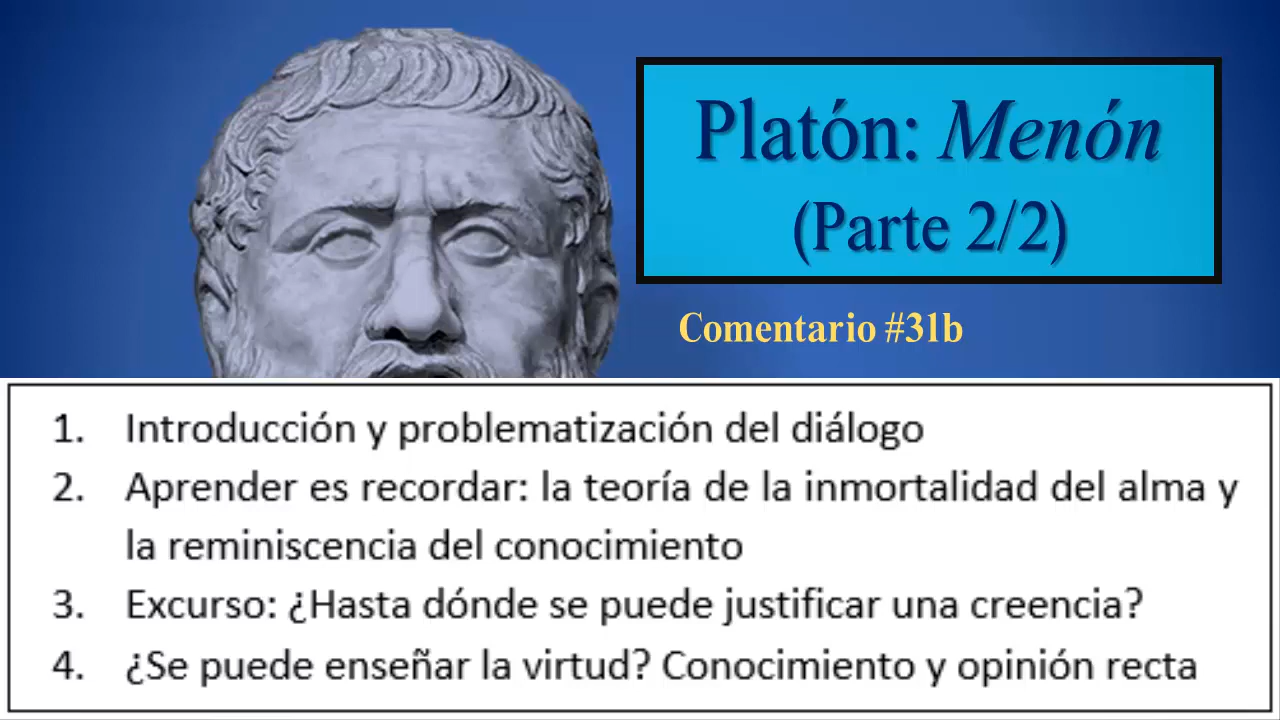 Platón: Menón
(Parte 2/2)
Comentario #31b
1. Introducción y problematización del diálogo
2. Aprender es recordar: la teoría de la inmortalidad del alma y
la reminiscencia del conocimiento
3. Excurso: ¿Hasta dónde se puede justificar una creencia?
4. ¿Se puede enseñar la virtud? Conocimiento y opinión recta